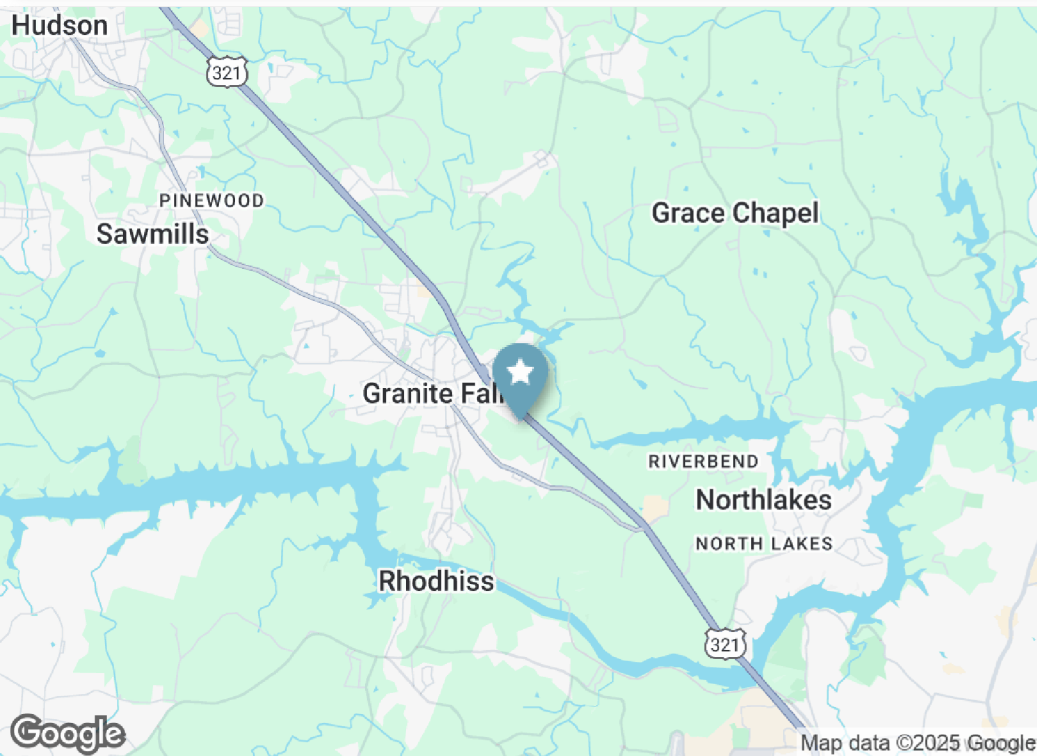 Hudson
321
PINEWOOD
Sawmills
Grace Chapel
Granite Fall
RIVERBEND
Northlakes
NORTH LAKES
Rhodhiss
321
Google
Map data ©2025 Google